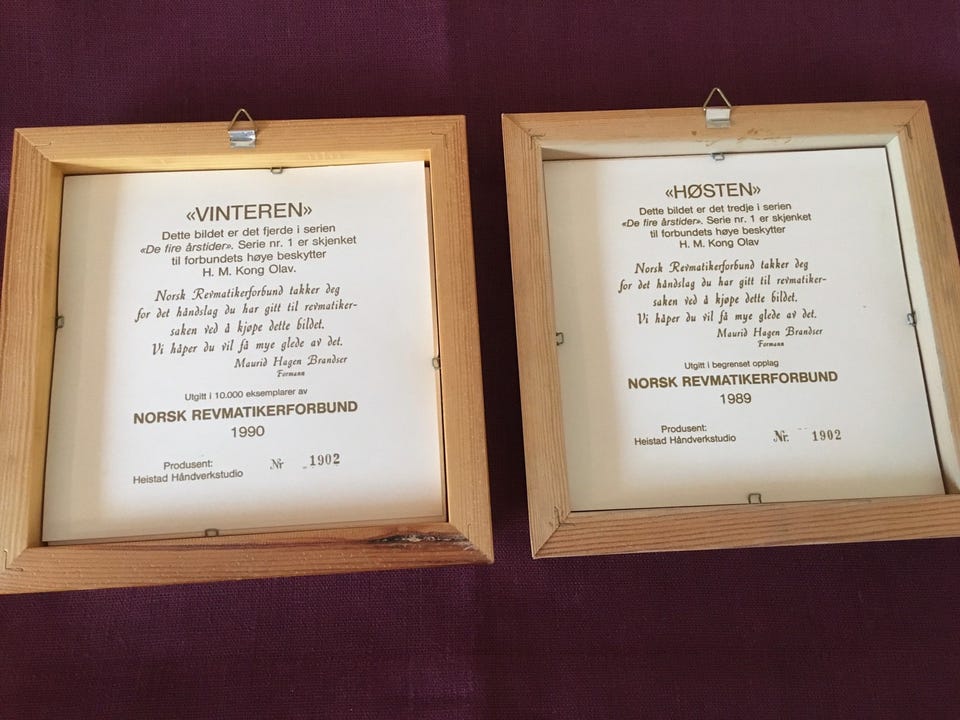 «VINTEREN»
Dette bildet er det fjerde i serien
«De fire årstider». Serie nr. 1 er skjenket
til forbundets høye beskytter
H. M. Kong Olav.
Norsk Revmatikerforbund takker deg
for det håndslag du har gitt til revmatiker-
saken ved å kjøpe dette bildet.
Vi håper du vil få mye glede av det.
Maurid Hagen Brandser
Formann
Utgitt i 10.000 eksemplarer av
NORSK REVMATIKERFORBUND
1990
Produsent:
Heistad Håndverkstudio
Nr 1902
«HØSTEN»
Dette bildet er det tredje i serien
«De fire årstider». Serie nr. 1 er skjenket
til forbundets høye beskytter
H. M. Kong Olav
Norsk Revmatikerforbund takker deg
for det håndslag du har gitt til revmatiker-
saken ved å kjøpe dette bildet.
Vi håper du vil få mye glede av det.
Maurid Hagen Brandser
Formann
Utgitt i begrenset opplag
NORSK REVMATIKERFORBUND
1989
Produsent:
Heistad Håndverkstudio
Nr. 1902